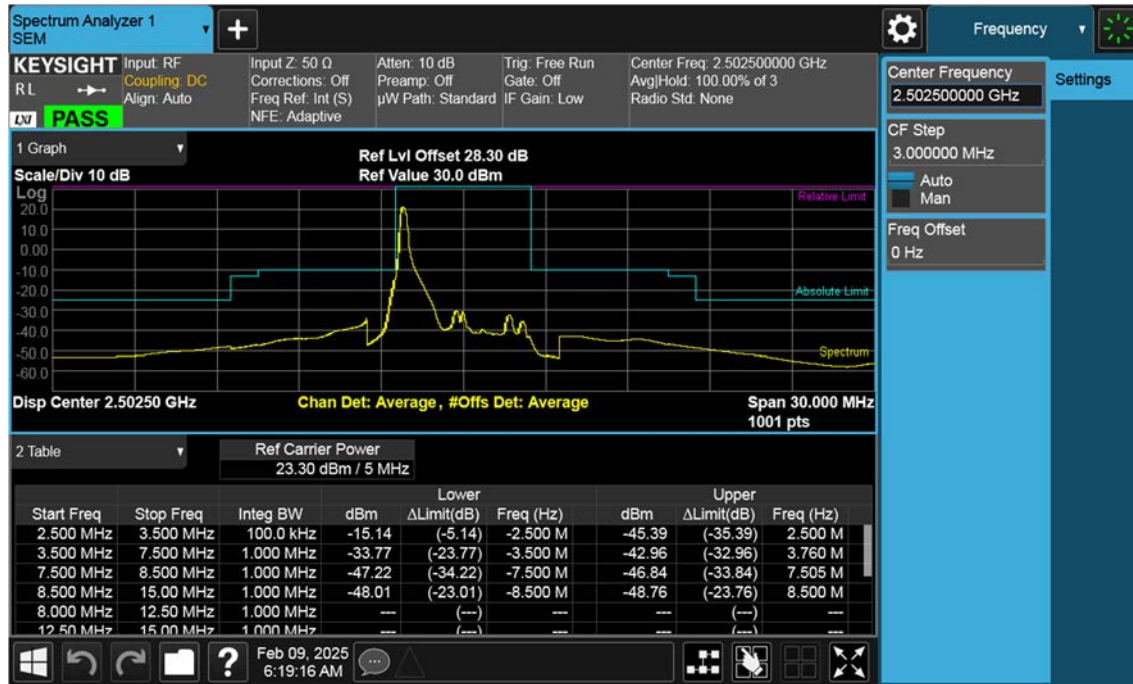 Spectrum Analyzer 1
SEM
Frequency
KEYSIGHT
RL
LXI PASS
Input: RF
Coupling: DC
Align: Auto
Input Z: 50 Ω
Corrections: Off
Freq Ref: Int (S)
NFE: Adaptive
Atten: 10 dB
Preamp: Off
µW Path: Standard
Trig: Free Run
Gate: Off
IF Gain: Low
Center Freq: 2.502500000 GHz
Avg|Hold: 100.00% of 3
Radio Std: None
Center Frequency
2.502500000 GHz
Settings
CF Step
3.000000 MHz
Auto
Man
Freq Offset
0 Hz
1 Graph
Scale/Div 10 dB
Ref Lvl Offset 28.30 dB
Ref Value 30.0 dBm
Log
20.0
10.0
0.00
-10.0
-20.0
-30.0
-40.0
-50.0
-60.0
Relative Limit
Absolute Limit
Spectrum
Disp Center 2.50250 GHz
Chan Det: Average, #Offs Det: Average
Span 30.000 MHz
1001 pts
2 Table
Ref Carrier Power
23.30 dBm / 5 MHz
Lower Upper
Start Freq Stop Freq Integ BW dBm ΔLimit(dB) Freq (Hz) dBm ΔLimit(dB) Freq (Hz)
2.500 MHz 3.500 MHz 100.0 kHz -15.14 (-5.14) -2.500 M -45.39 (-35.39) 2.500 M
3.500 MHz 7.500 MHz 1.000 MHz -33.77 (-23.77) -3.500 M -42.96 (-32.96) 3.760 M
7.500 MHz 8.500 MHz 1.000 MHz -47.22 (-34.22) -7.500 M -46.84 (-33.84) 7.505 M
8.500 MHz 15.00 MHz 1.000 MHz -48.01 (-23.01) -8.500 M -48.76 (-23.76) 8.500 M
8.000 MHz 12.50 MHz 1.000 MHz --- (---) --- (---)
12.50 MHz 15.00 MHz 1.000 MHz --- (---) --- (---)
Feb 09, 2025
6:19:16 AM